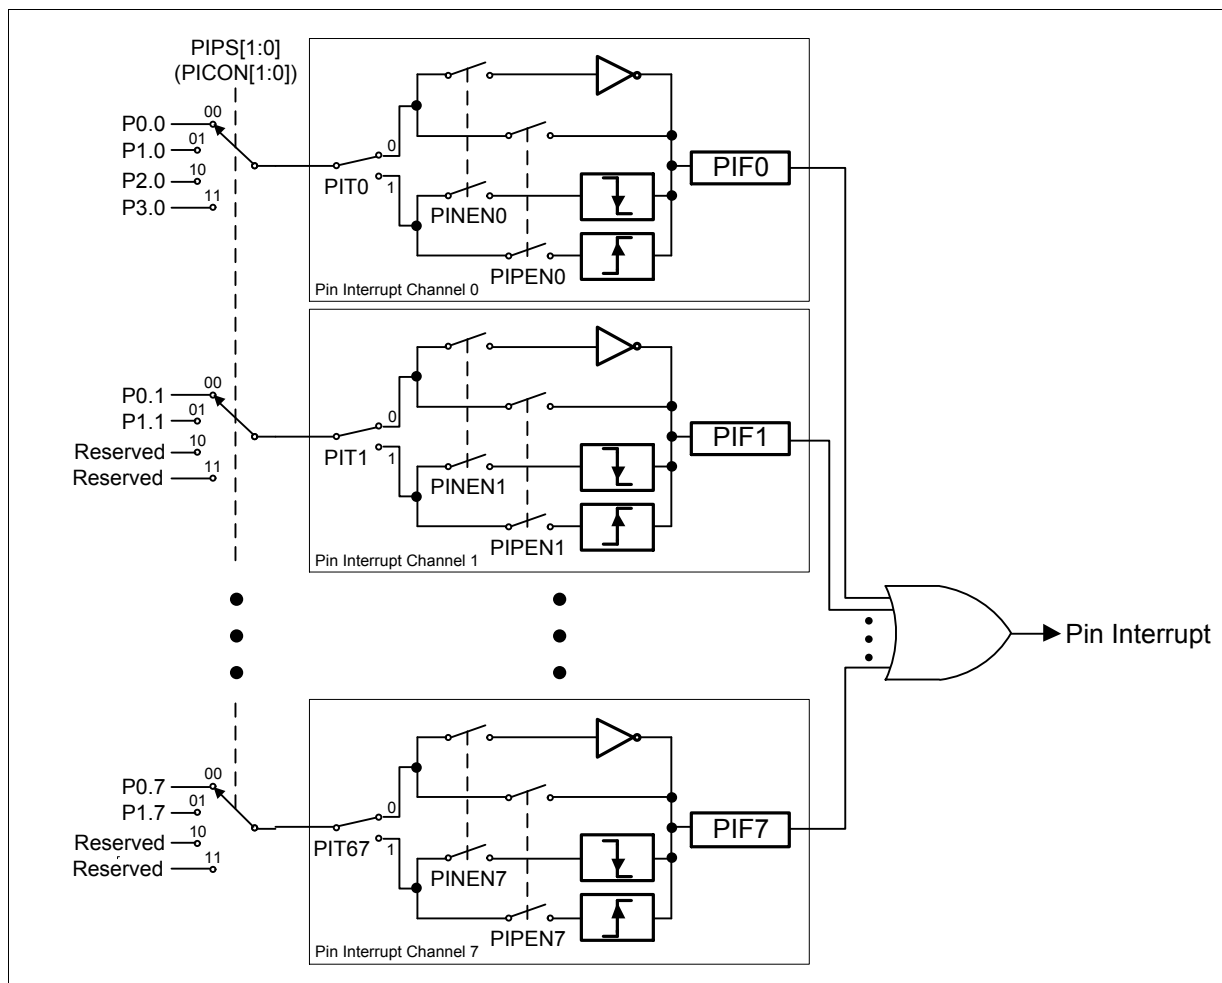 PIPS[1:0]
(PICON[1:0])
P0.0
00
P1.0
01
P2.0
10
P3.0
11
PIT0
0
1
PINEN0
PIPEN0
PIF0
Pin Interrupt Channel 0
P0.1
00
P1.1
01
Reserved
10
Reserved
11
PIT1
0
1
PINEN1
PIPEN1
PIF1
Pin Interrupt Channel 1
Pin Interrupt
P0.7
00
P1.7
01
Reserved
10
Reserved
11
PIT67
0
1
PINEN7
PIPEN7
PIF7
Pin Interrupt Channel 7